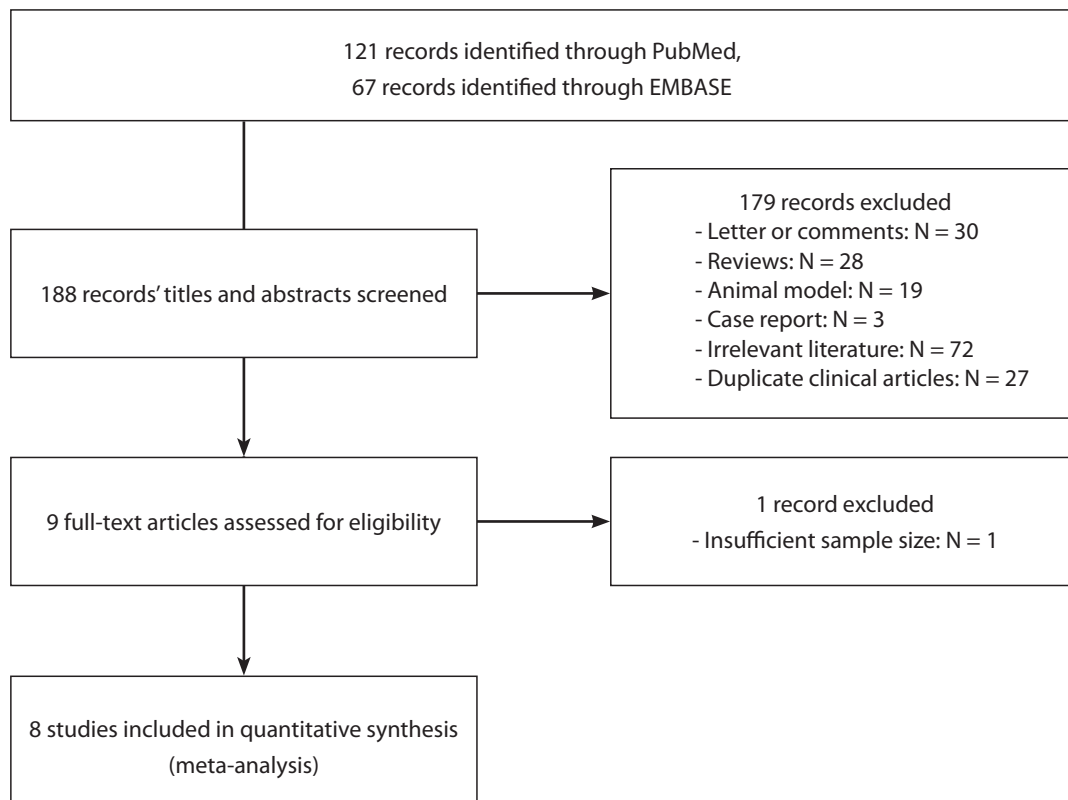 121 records identified through PubMed,
67 records identified through EMBASE
179 records excluded
- Letter or comments: N = 30
- Reviews: N = 28
- Animal model: N = 19
- Case report: N = 3
- Irrelevant literature: N = 72
- Duplicate clinical articles: N = 27
188 records’ titles and abstracts screened
9 full-text articles assessed for eligibility
1 record excluded
- Insufficient sample size: N = 1
8 studies included in quantitative synthesis
(meta-analysis)